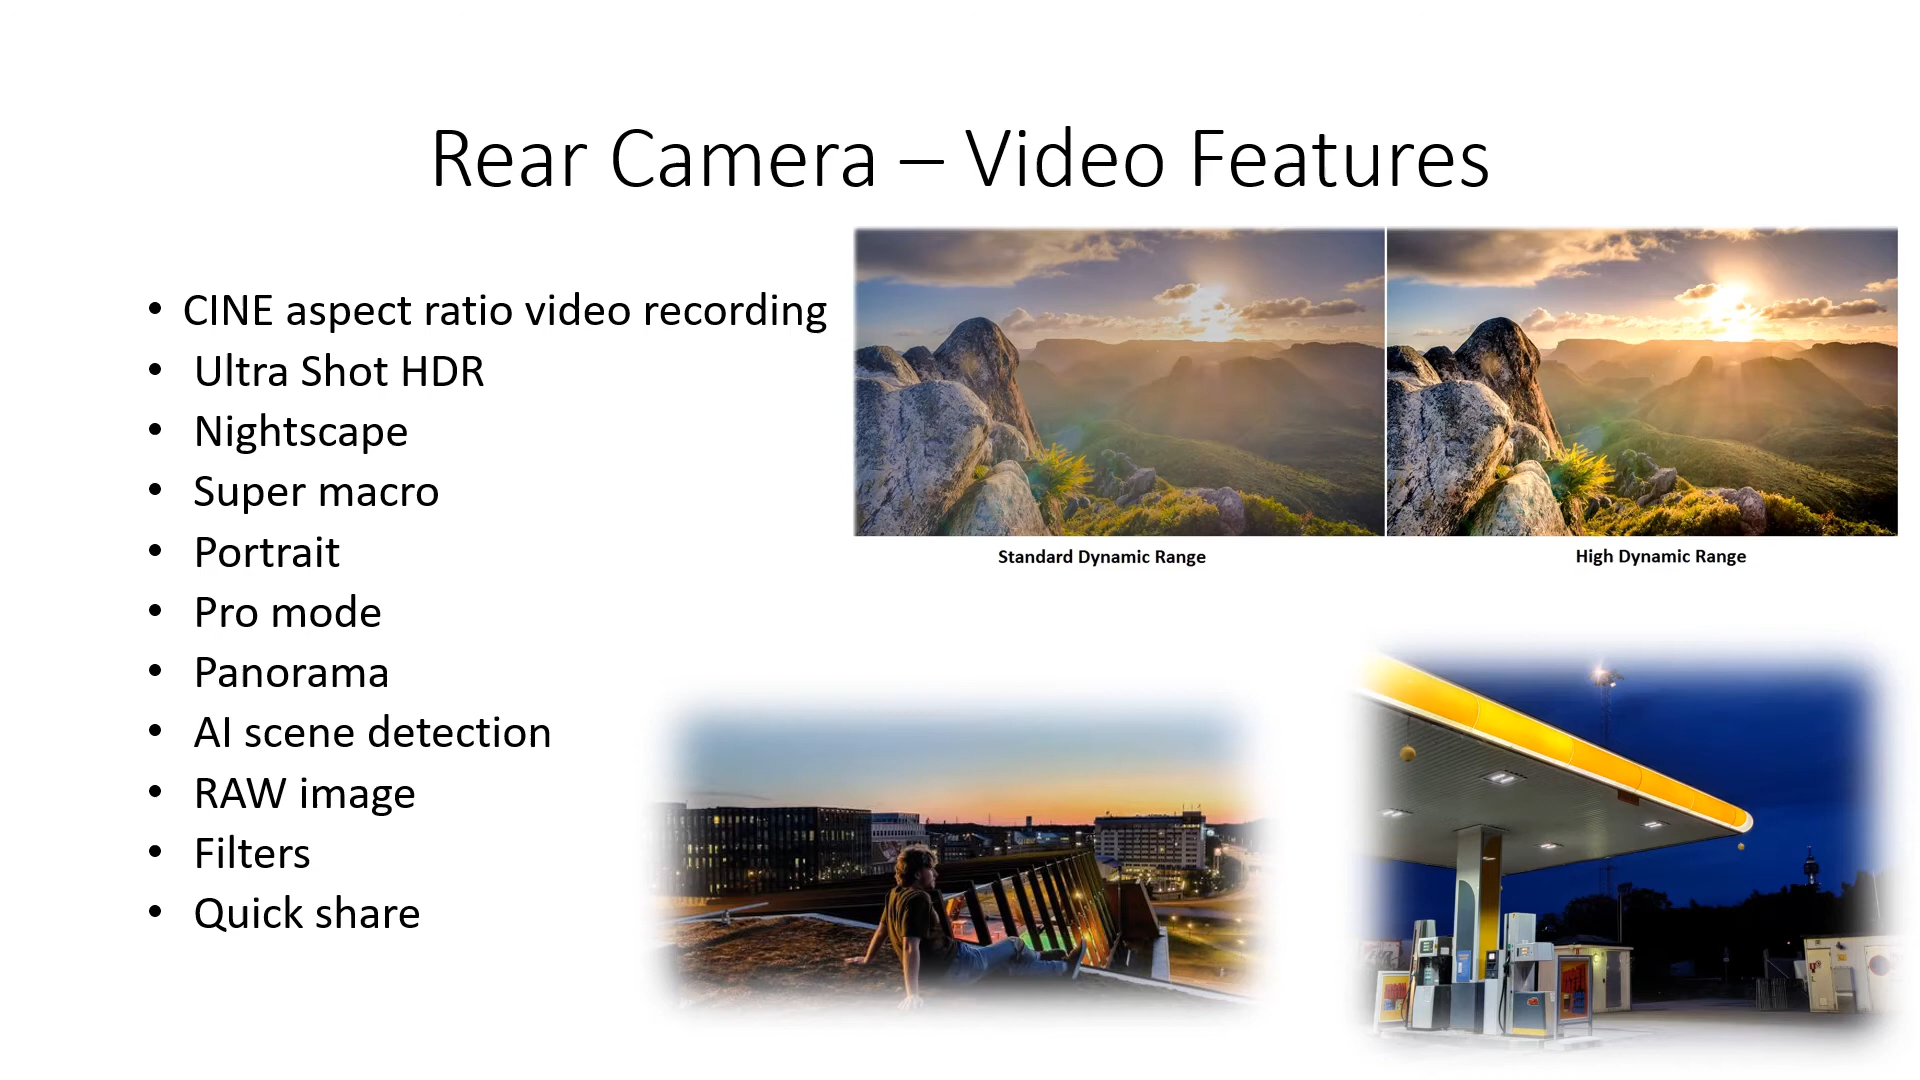 Rear Camera – Video Features
• CINE aspect ratio video recording
• Ultra Shot HDR
• Nightscape
• Super macro
• Portrait
• Pro mode
• Panorama
• AI scene detection
• RAW image
• Filters
• Quick share
Standard Dynamic Range
High Dynamic Range